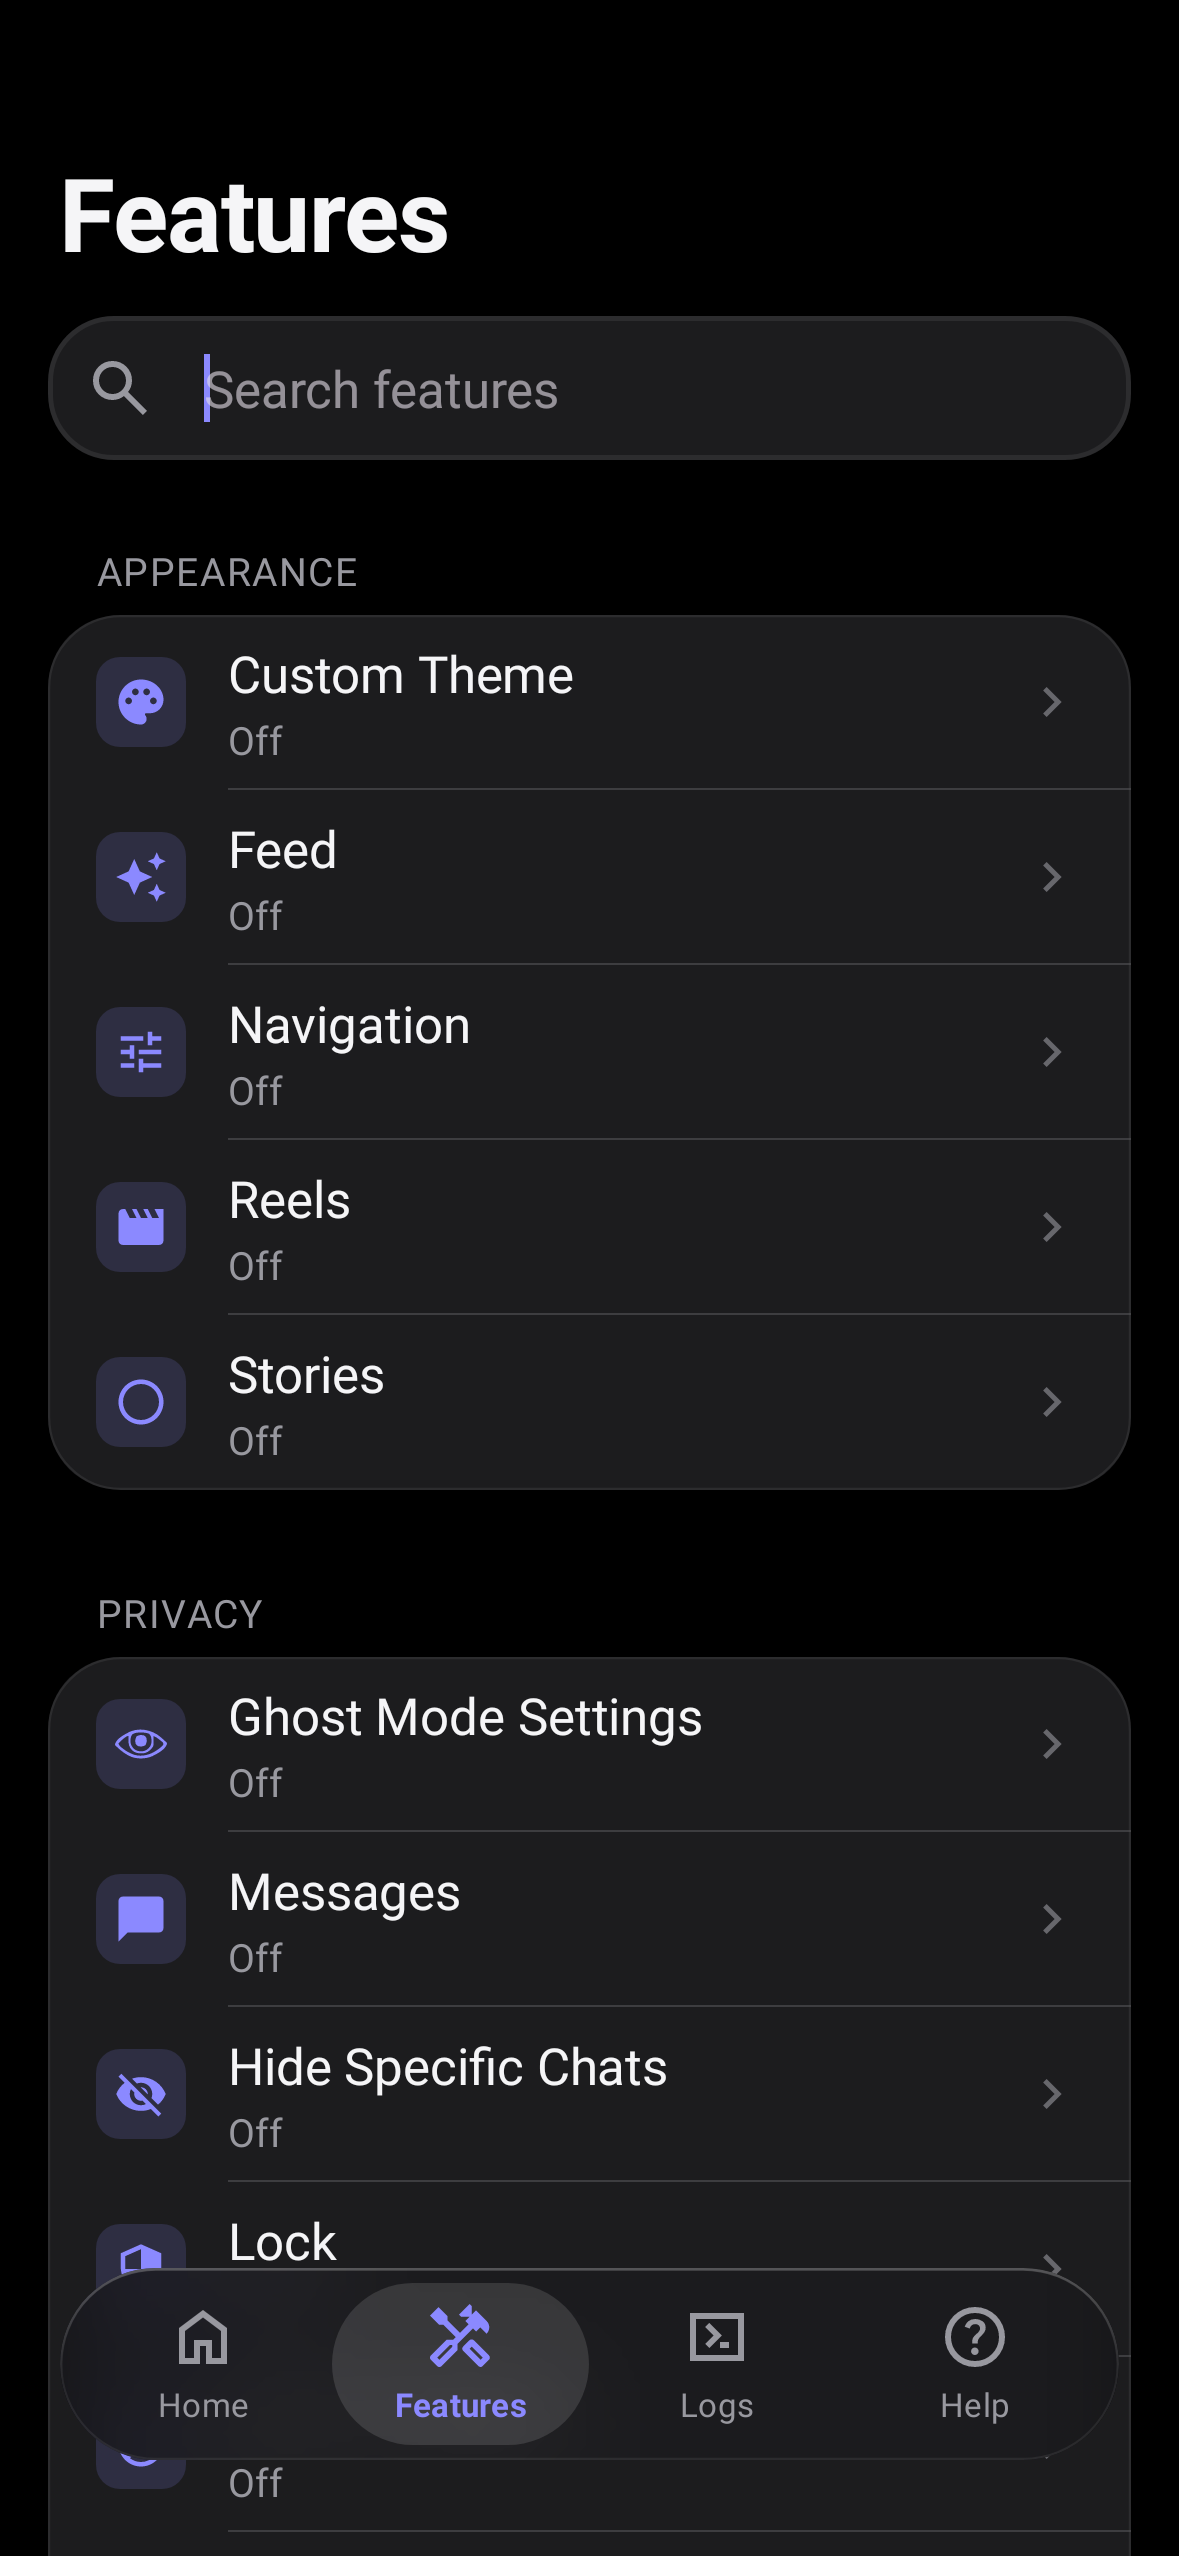 Features
Search features
APPEARANCE
Custom Theme
Off
Feed
Off
Navigation
Off
Reels
Off
Stories
Off
PRIVACY
Ghost Mode Settings
Off
Messages
Off
Hide Specific Chats
Off
Lock
Home
Features
Logs
Help
Off